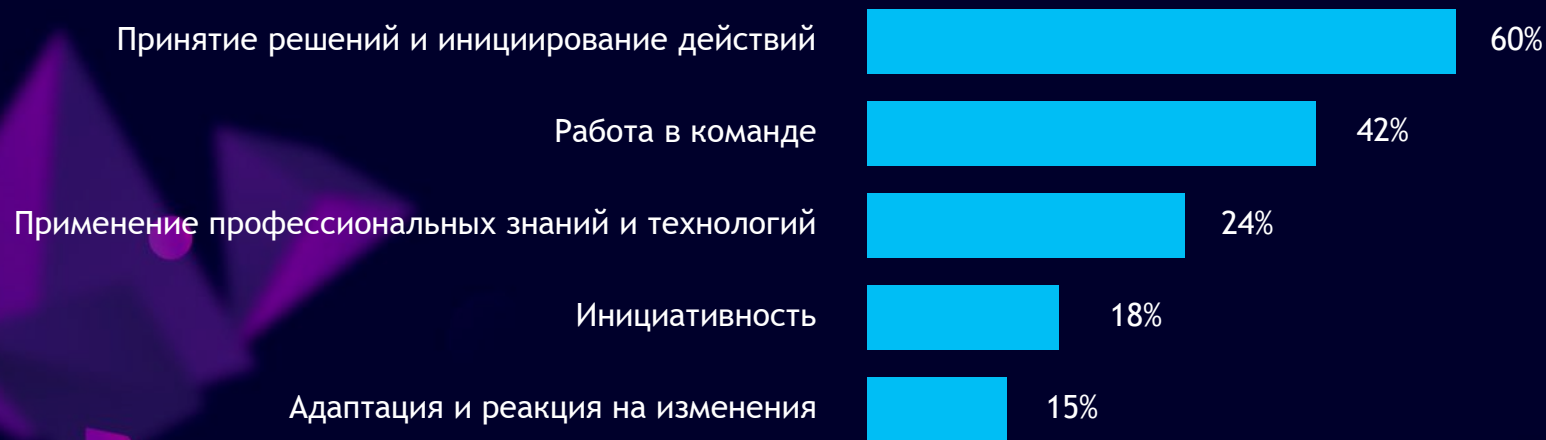 Принятие решений и инициирование действий 60%
Работа в команде 42%
Применение профессиональных знаний и технологий 24%
Инициативность 18%
Адаптация и реакция на изменения 15%